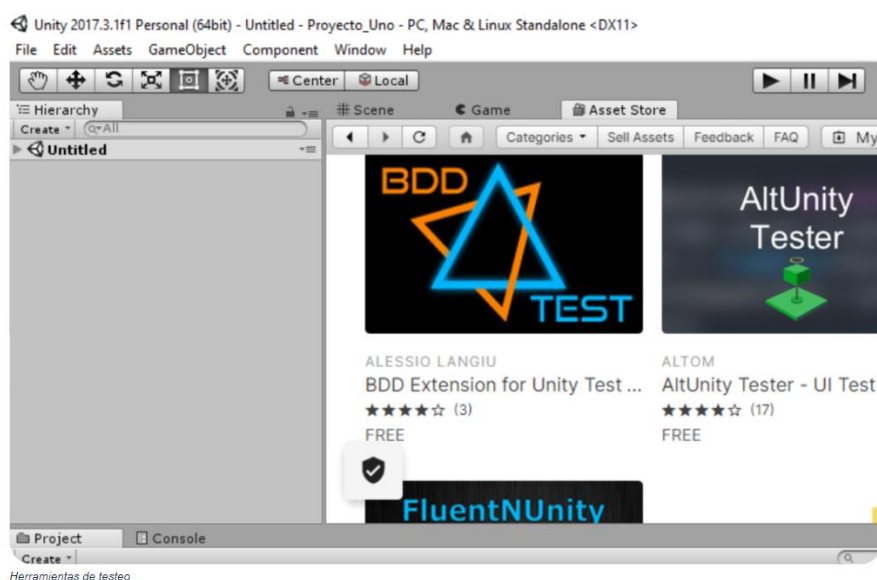 Unity 2017.3.1f1 Personal (64bit) - Untitled - Proyecto_Uno - PC, Mac & Linux Standalone <DX11>
File Edit Assets GameObject Component Window Help
Center Local
Hierarchy
Create All
Untitled
Scene Game Asset Store
Categories Sell Assets Feedback FAQ My
BDD
TEST
AltUnity
Tester
ALESSIO LANGIU
BDD Extension for Unity Test ...
(3)
FREE
ALTOM
AltUnity Tester - UI Test
(17)
FREE
FluentNUnity
Project Console
Create
Herramientas de testeo